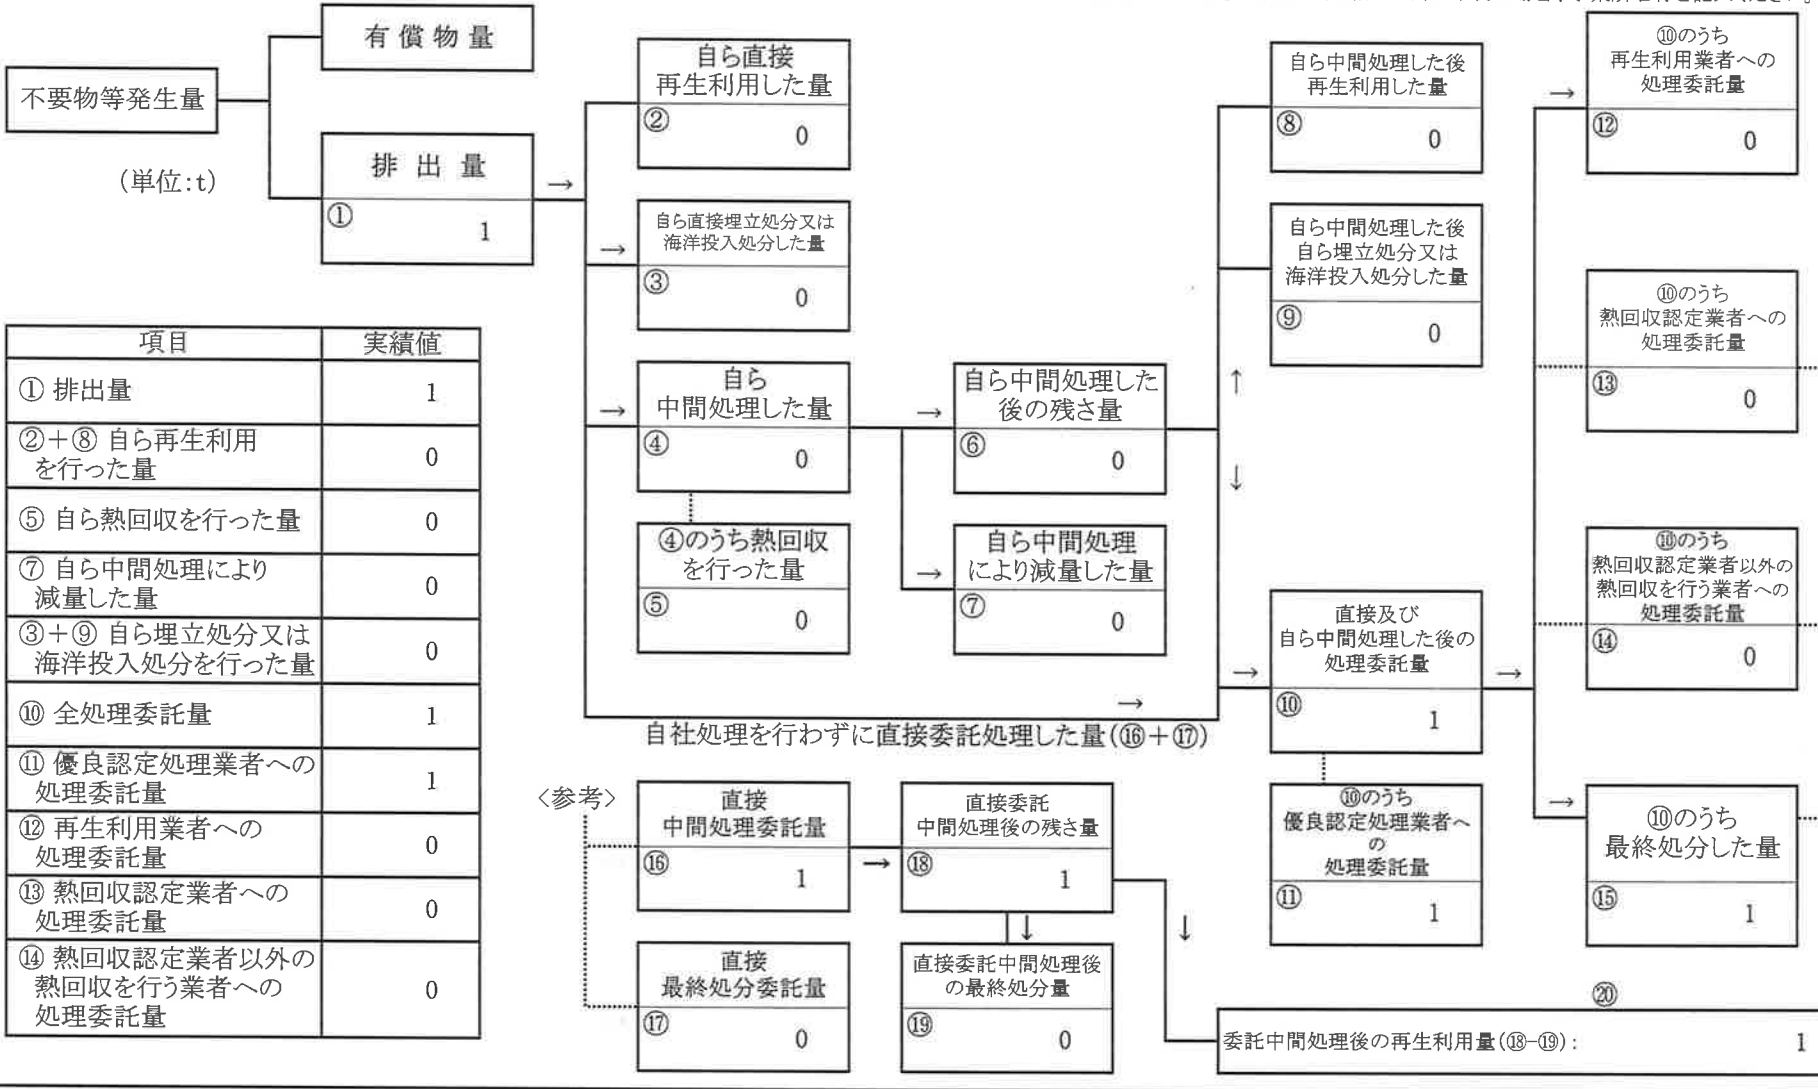 不要物等発生量
(単位:t)
有償物量
排出量
①
1
→
自ら直接
再生利用した量
②
0
→
自ら直接埋立処分又は
海洋投入処分した量
③
0
→
自ら
中間処理した量
④
0
④のうち熱回収
を行った量
⑤
0
→
自ら中間処理した
後の残さ量
⑥
0
→
自ら中間処理
により減量した量
⑦
0
↑
↓
自ら中間処理した後
再生利用した量
⑧
0
自ら中間処理した後
自ら埋立処分又は
海洋投入処分した量
⑨
0
→
自社処理を行わずに直接委託処理した量(⑯+⑰)
→
直接及び
自ら中間処理した後の
処理委託量
⑩
1
⑩のうち
優良認定処理業者へ
の
処理委託量
⑪
1
→
→
⑩のうち
再生利用業者への
処理委託量
⑫
0
⑩のうち
熱回収認定業者への
処理委託量
⑬
0
⑩のうち
熱回収認定業者以外の
熱回収を行う業者への
処理委託量
⑭
0
→
⑩のうち
最終処分した量
⑮
1
項目 実績値
① 排出量 1
②+⑧ 自ら再生利用
を行った量 0
⑤ 自ら熱回収を行った量 0
⑦ 自ら中間処理により
減量した量 0
③+⑨ 自ら埋立処分又は
海洋投入処分を行った量 0
⑩ 全処理委託量 1
⑪ 優良認定処理業者への
処理委託量 1
⑫ 再生利用業者への
処理委託量 0
⑬ 熱回収認定業者への
処理委託量 0
⑭ 熱回収認定業者以外の
熱回収を行う業者への
処理委託量 0
〈参考〉
直接
中間処理委託量
⑯
1
→
直接委託
中間処理後の残さ量
⑱
1
↓
↓
直接
最終処分委託量
⑰
0
直接委託中間処理後
の最終処分量
⑲
0
⑳
委託中間処理後の再生利用量(⑱-⑲): 1